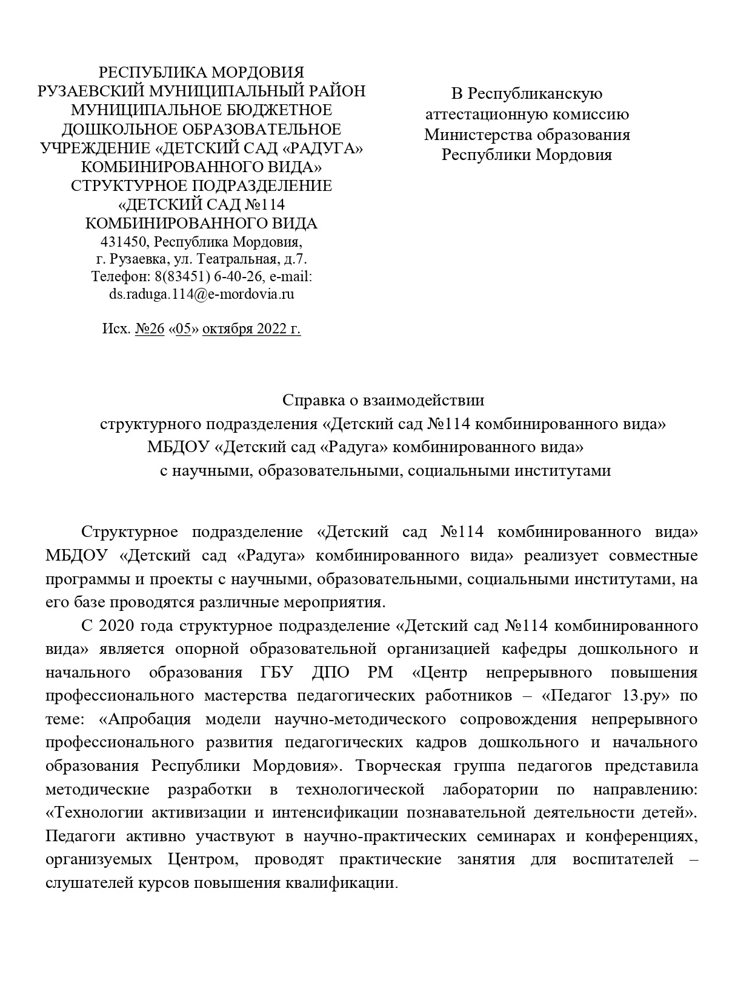 РЕСПУБЛИКА МОРДОВИЯ
РУЗАЕВСКИЙ МУНИЦИПАЛЬНЫЙ РАЙОН
МУНИЦИПАЛЬНОЕ БЮДЖЕТНОЕ
ДОШКОЛЬНОЕ ОБРАЗОВАТЕЛЬНОЕ
УЧРЕЖДЕНИЕ «ДЕТСКИЙ САД «РАДУГА»
КОМБИНИРОВАННОГО ВИДА»
СТРУКТУРНОЕ ПОДРАЗДЕЛЕНИЕ
«ДЕТСКИЙ САД №114
КОМБИНИРОВАННОГО ВИДА
431450, Республика Мордовия,
г. Рузаевка, ул. Театральная, д.7.
Телефон: 8(83451) 6-40-26, e-mail:
ds.raduga.114@e-mordovia.ru
Исх. №26 «05» октября 2022 г.
В Республиканскую
аттестационную комиссию
Министерства образования
Республики Мордовия
Справка о взаимодействии
структурного подразделения «Детский сад №114 комбинированного вида»
МБДОУ «Детский сад «Радуга» комбинированного вида»
с научными, образовательными, социальными институтами
Структурное подразделение «Детский сад №114 комбинированного вида»
МБДОУ «Детский сад «Радуга» комбинированного вида» реализует совместные
программы и проекты с научными, образовательными, социальными институтами, на
его базе проводятся различные мероприятия.
С 2020 года структурное подразделение «Детский сад №114 комбинированного
вида» является опорной образовательной организацией кафедры дошкольного и
начального образования ГБУ ДПО РМ «Центр непрерывного повышения
профессионального мастерства педагогических работников – «Педагог 13.ру» по
теме: «Апробация модели научно-методического сопровождения непрерывного
профессионального развития педагогических кадров дошкольного и начального
образования Республики Мордовия». Творческая группа педагогов представила
методические разработки в технологической лаборатории по направлению:
«Технологии активизации и интенсификации познавательной деятельности детей».
Педагоги активно участвуют в научно-практических семинарах и конференциях,
организуемых Центром, проводят практические занятия для воспитателей –
слушателей курсов повышения квалификации.